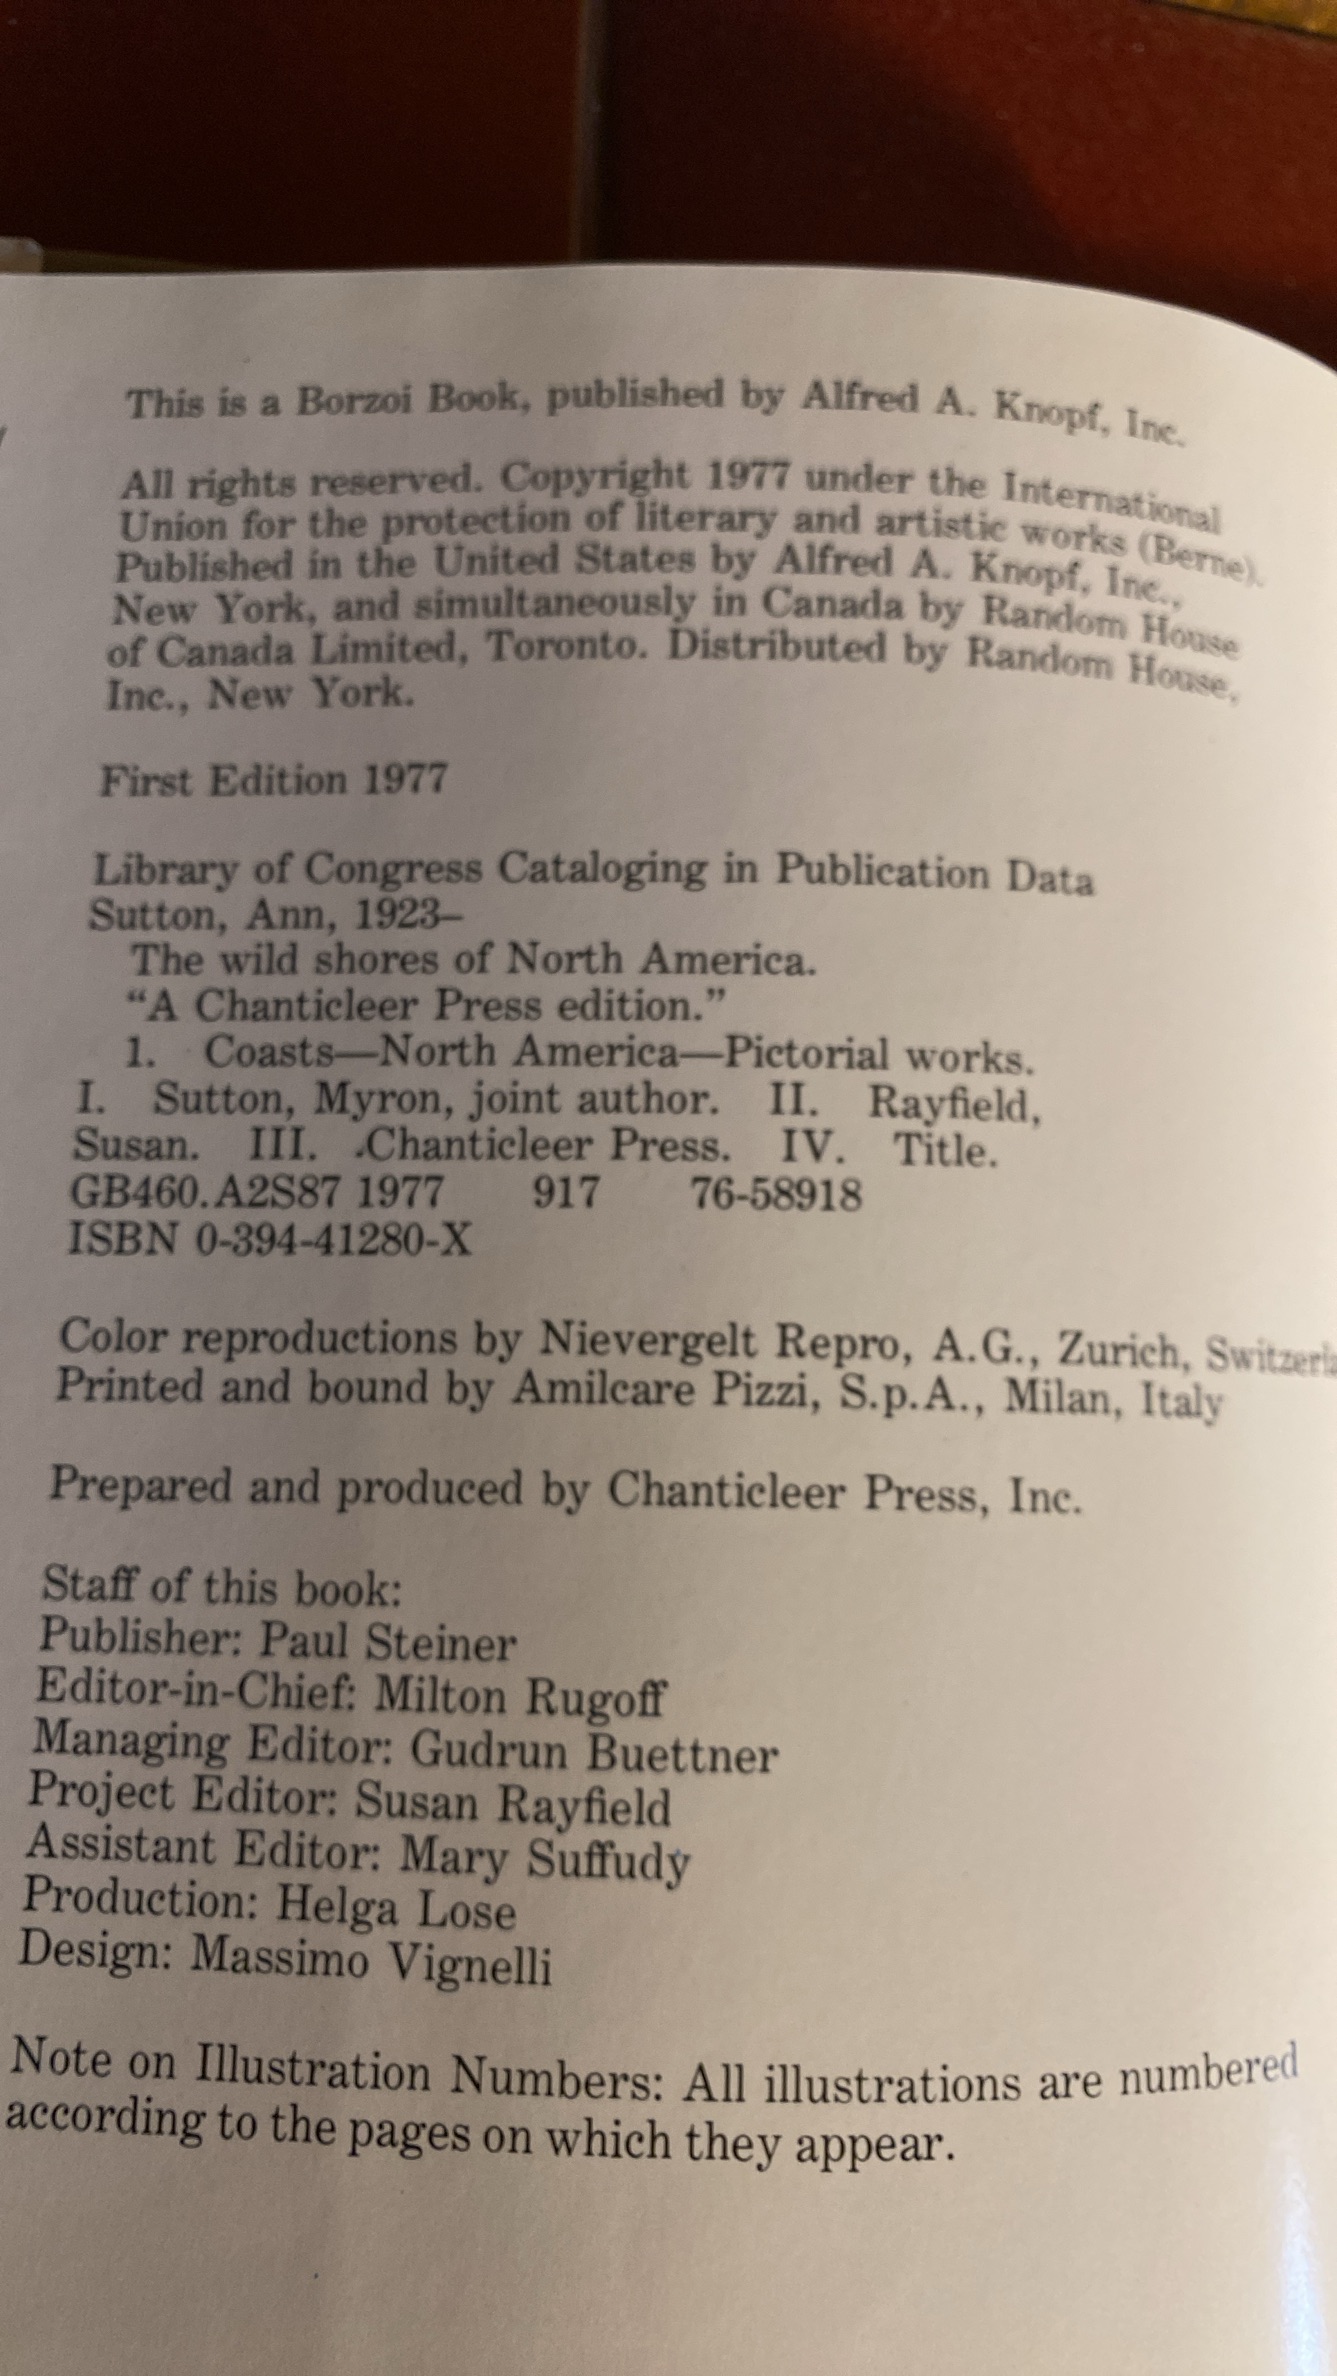 This is a Borzoi Book, published by Alfred A. Knopf, Inc.
All rights reserved. Copyright 1977 under the International
Union for the protection of literary and artistic works (Berne).
Published in the United States by Alfred A. Knopf, Inc.,
New York, and simultaneously in Canada by Random House
of Canada Limited, Toronto. Distributed by Random House,
Inc., New York.
First Edition 1977
Library of Congress Cataloging in Publication Data
Sutton, Ann, 1923–
The wild shores of North America.
“A Chanticleer Press edition.”
1. Coasts—North America—Pictorial works.
I. Sutton, Myron, joint author. II. Rayfield,
Susan. III. Chanticleer Press. IV. Title.
GB460.A2S87 1977 917 76-58918
ISBN 0-394-41280-X
Color reproductions by Nievergelt Repro, A.G., Zurich,
Printed and bound by Amilcare Pizzi, S.p.A., Milan, Italy
Prepared and produced by Chanticleer Press, Inc.
Staff of this book:
Publisher: Paul Steiner
Editor-in-Chief: Milton Rugoff
Managing Editor: Gudrun Buettner
Project Editor: Susan Rayfield
Assistant Editor: Mary Suffudy
Production: Helga Lose
Design: Massimo Vignelli
Note on Illustration Numbers: All illustrations are numbered
according to the pages on which they appear.